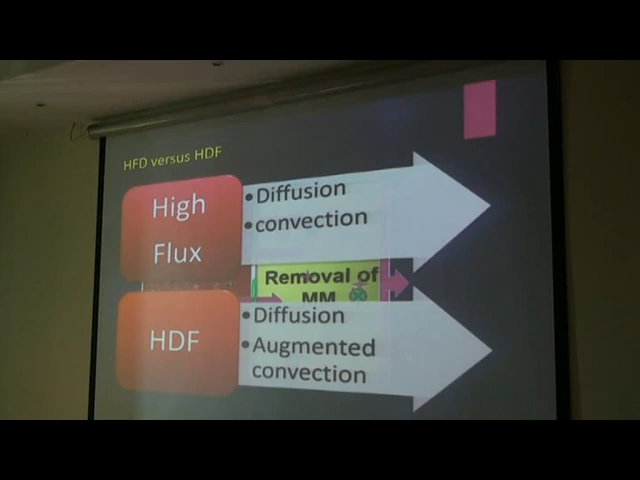 HFD versus HDF
High
Flux
• Diffusion
• convection
Removal of
MM
HDF
• Diffusion
• Augmented
convection